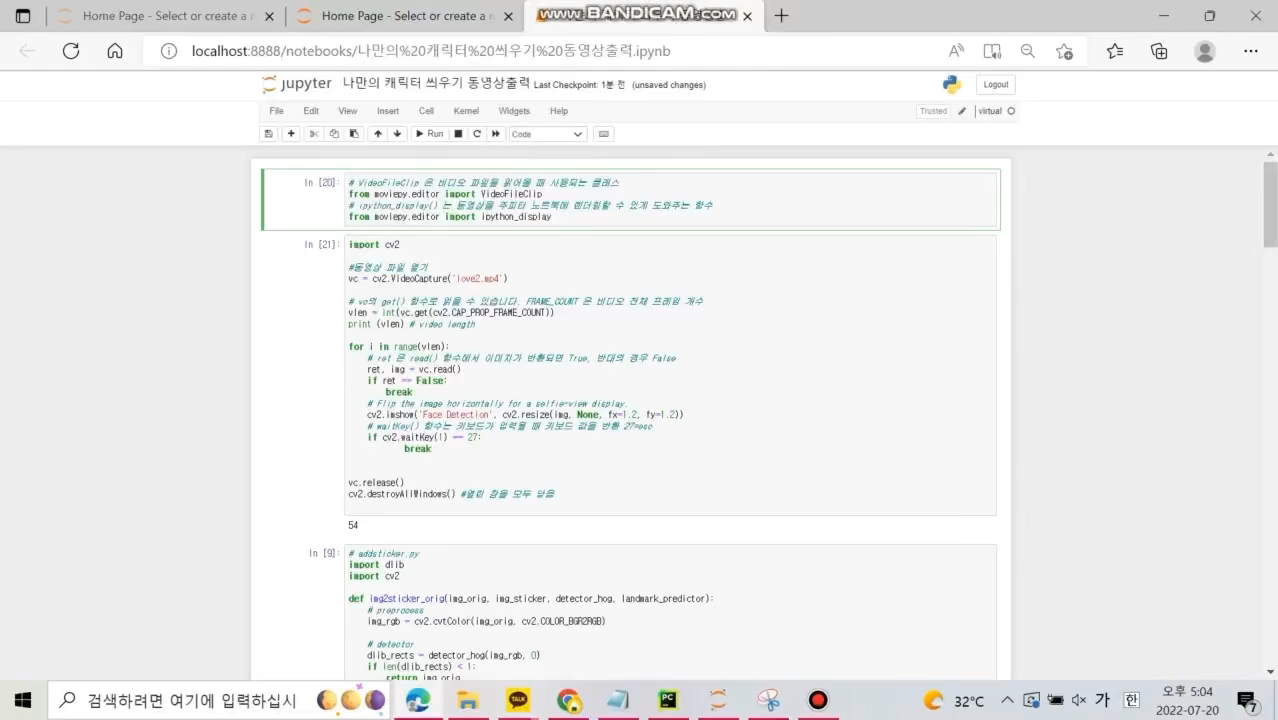 Home Page - Select or create a n
Home Page - Select or create a n
www.BANDICAM.com
localhost:8888/notebooks/나만의%20캐릭터%20씌우기%20동영상출력.ipynb
jupyter 나만의 캐릭터 씌우기 동영상출력 Last Checkpoint: 1분 전 (unsaved changes)
Logout
File Edit View Insert Cell Kernel Widgets Help
Trusted virtual
Run Code
In [20]: # VideoFileClip 은 비디오 파일을 읽어올 때 사용되는 클래스
from moviepy.editor import VideoFileClip
# ipython_display() 는 동영상을 주피터 노트북에 렌더링할 수 있게 도와주는 함수
from moviepy.editor import ipython_display
In [21]: import cv2
#동영상 파일 열기
vc = cv2.VideoCapture('love2.mp4')
# vc의 get() 함수로 읽을 수 있습니다. FRAME_COUNT 은 비디오 전체 프레임 개수
vlen = int(vc.get(cv2.CAP_PROP_FRAME_COUNT))
print (vlen) # video length
for i in range(vlen):
# ret 은 read() 함수에서 이미지가 반환되면 True, 반대의 경우 False
ret, img = vc.read()
if ret == False:
break
# Flip the image horizontally for a selfie-view display.
cv2.imshow('Face Detection', cv2.resize(img, None, fx=1.2, fy=1.2))
# waitKey() 함수는 키보드가 입력될 때 키보드 값을 반환 27=esc
if cv2.waitKey(1) == 27:
break
vc.release()
cv2.destroyAllWindows() #열린 창을 모두 닫음
54
In [9]: # addsticker.py
import dlib
import cv2
def img2sticker_orig(img_orig, img_sticker, detector_hog, landmark_predictor):
# preprocess
img_rgb = cv2.cvtColor(img_orig, cv2.COLOR_BGR2RGB)
# detector
dlib_rects = detector_hog(img_rgb, 0)
if len(dlib_rects) < 1:
return img_orig
검색하려면 여기에 입력하십시
TALK
PC
32°C
가
한
오후 5:04
2022-07-20
7